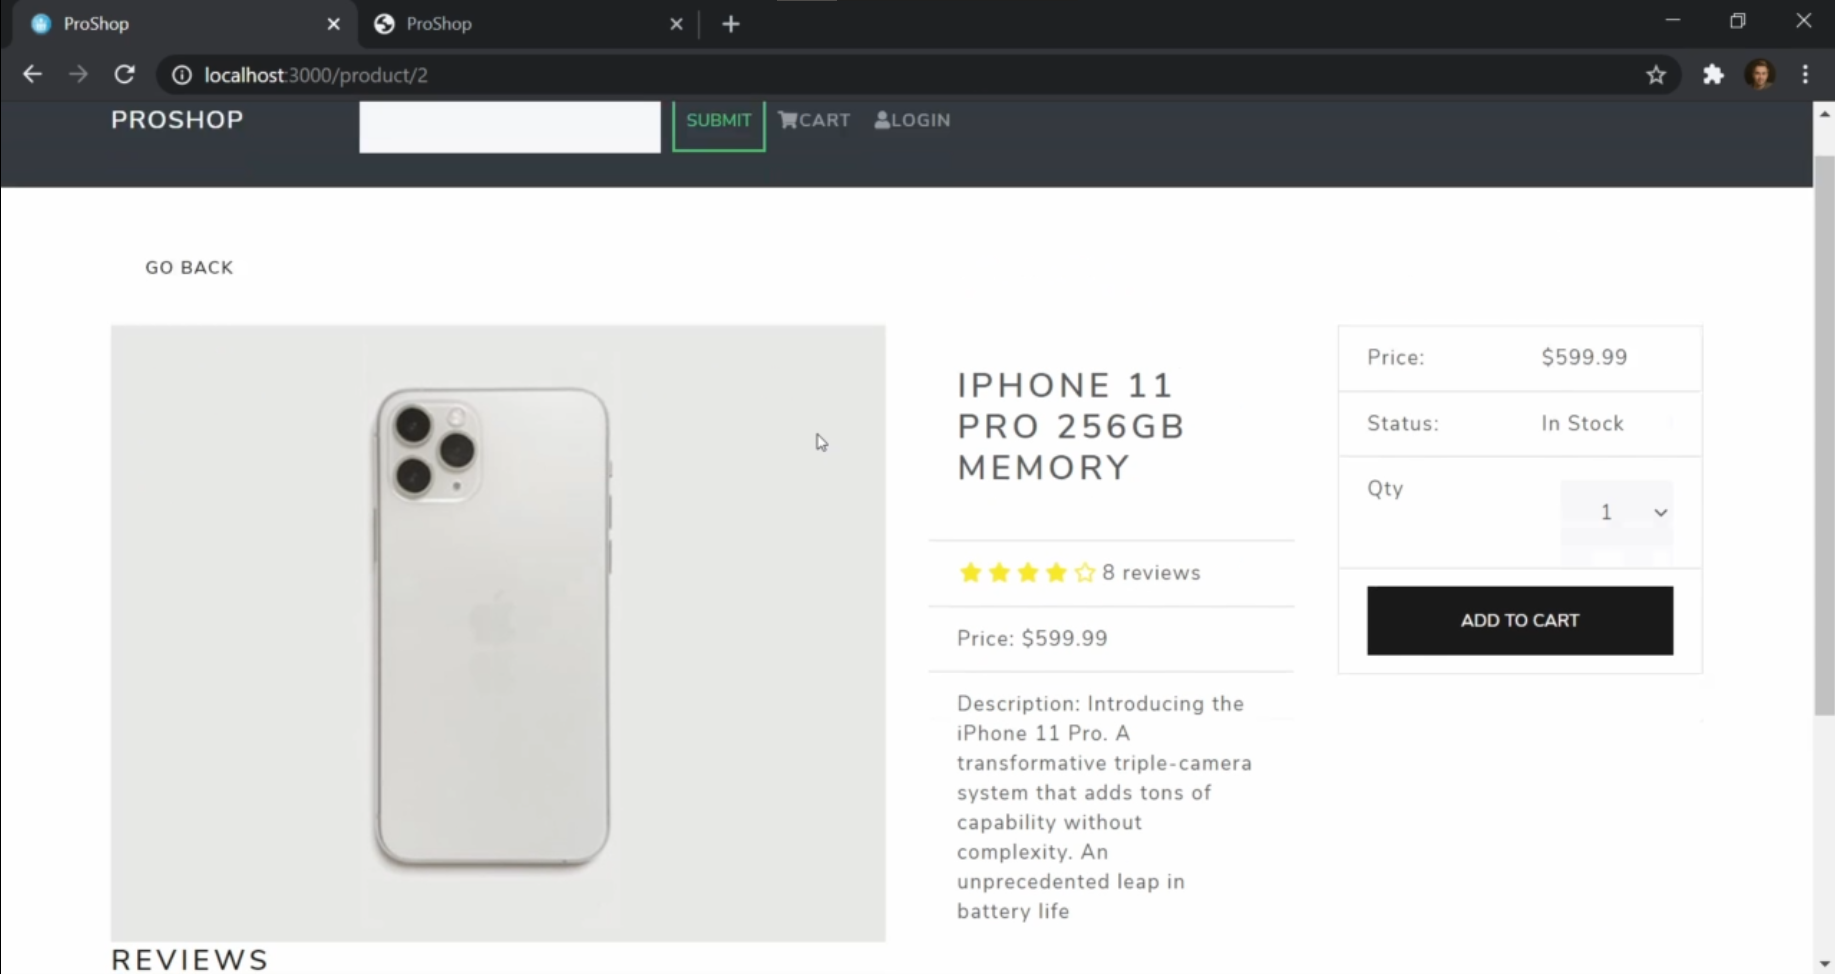 ProShop
ProShop
localhost:3000/product/2
PROSHOP
SUBMIT
CART
LOGIN
GO BACK
IPHONE 11
PRO 256GB
MEMORY
8 reviews
Price: $599.99
Description: Introducing the
iPhone 11 Pro. A
transformative triple-camera
system that adds tons of
capability without
complexity. An
unprecedented leap in
battery life
Price: $599.99
Status: In Stock
Qty 1
ADD TO CART
REVIEWS